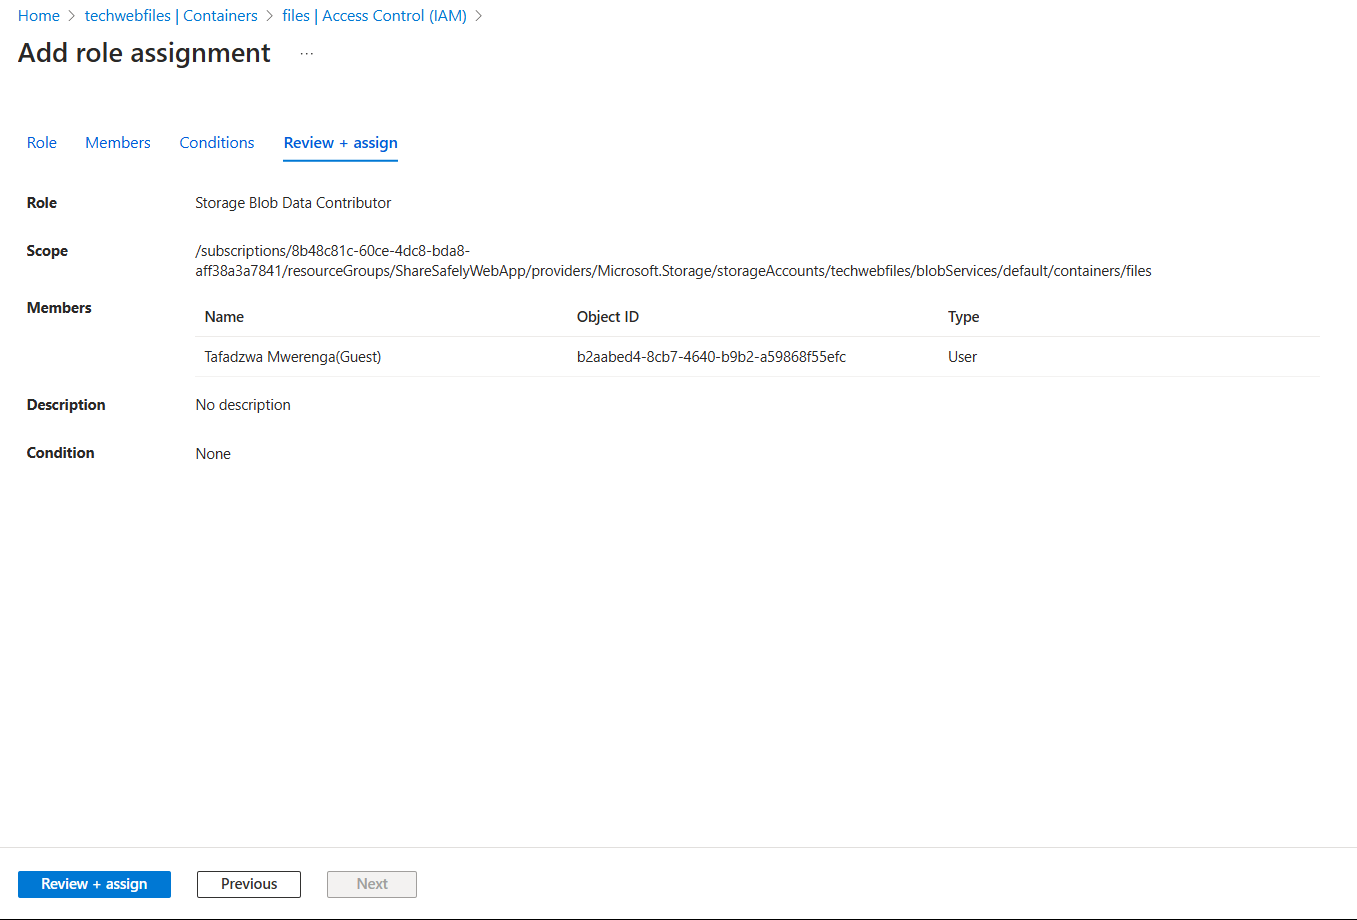 Home > techwebfiles | Containers > files | Access Control (IAM) >
Add role assignment ...
Role Members Conditions Review + assign
Role Storage Blob Data Contributor
Scope /subscriptions/8b48c81c-60ce-4dc8-bda8-
aff38a3a7841/resourceGroups/ShareSafelyWebApp/providers/Microsoft.Storage/storageAccounts/techwebfiles/blobServices/default/containers/files
Members
Name Object ID Type
Tafadzwa Mwerenga(Guest) b2aabed4-8cb7-4640-b9b2-a59868f55efc User
Description No description
Condition None
Review + assign Previous Next